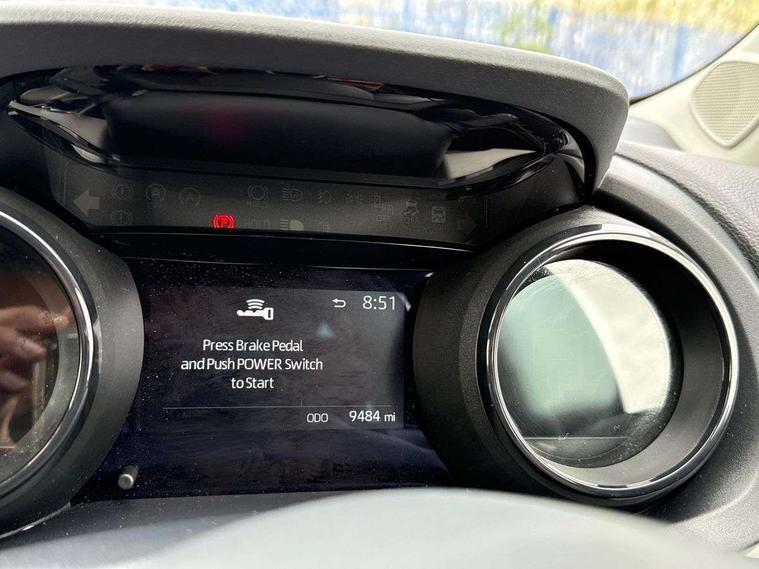 P
8:51
Press Brake Pedal
and Push POWER Switch
to Start
ODO 9484 mi